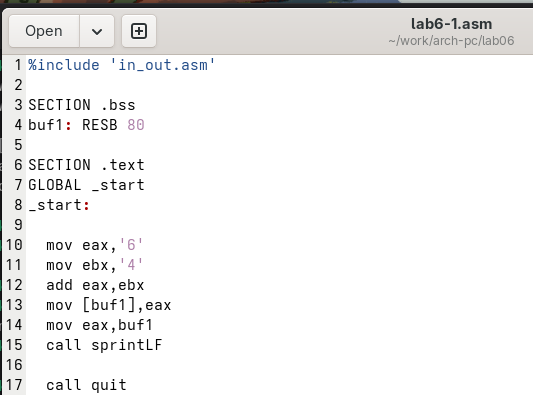 Open
lab6-1.asm
~/work/arch-pc/lab06
1 %include 'in_out.asm'
2
3 SECTION .bss
4 buf1: RESB 80
5
6 SECTION .text
7 GLOBAL _start
8 _start:
9
10   mov eax,'6'
11   mov ebx,'4'
12   add eax,ebx
13   mov [buf1],eax
14   mov eax,buf1
15   call sprintLF
16
17   call quit